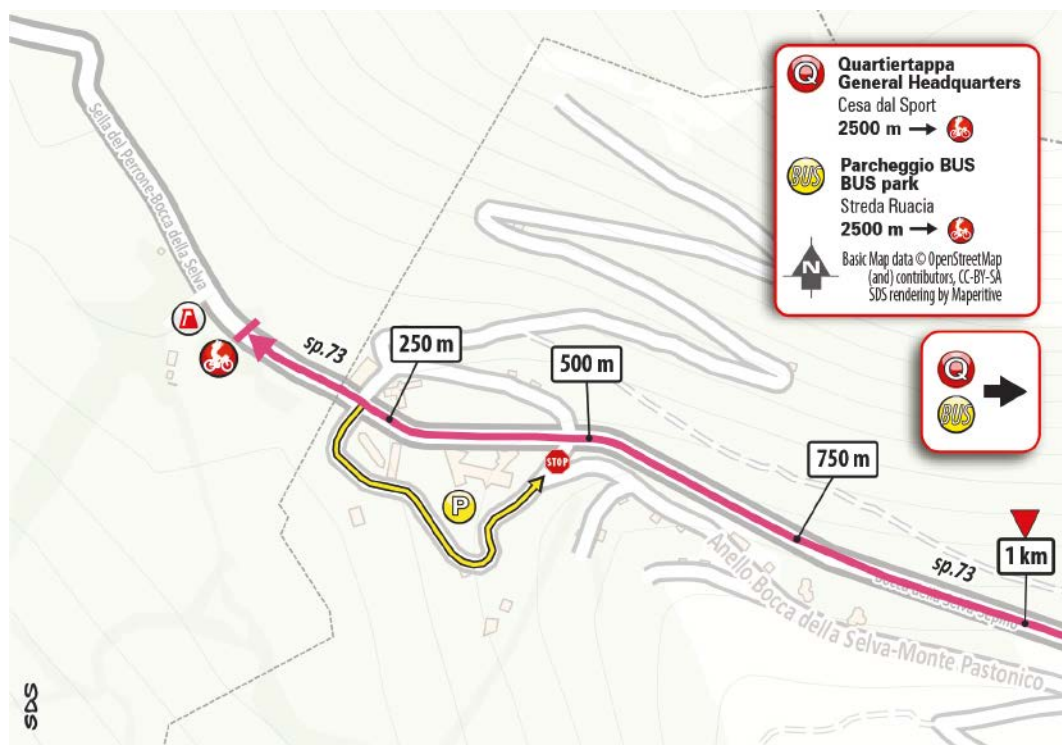 Q
Quartiertappa
General Headquarters
Cesa dal Sport
2500 m
BUS
Parcheggio BUS
BUS park
Streda Ruacia
2500 m
N
Basic Map data © OpenStreetMap
(and) contributors, CC-BY-SA
SDS rendering by Maperitive
Sella del Perrone-Bocca della Selva
sp.73
250 m
500 m
Q
BUS
STOP
P
750 m
1 km
sp.73
Anello Bocca della Selva-Monte Pastonico
SDS